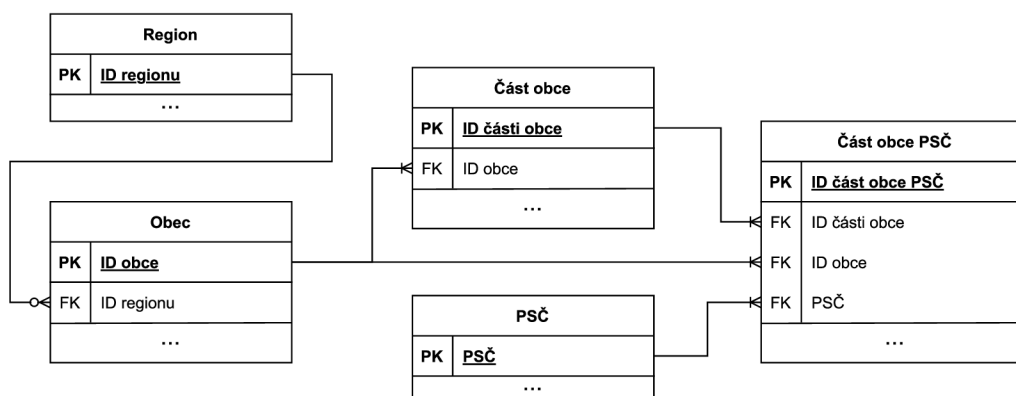 Region
PK ID regionu
...
Obec
PK ID obce
FK ID regionu
...
Část obce
PK ID části obce
FK ID obce
...
PSČ
PK PSČ
...
Část obce PSČ
PK ID část obce PSČ
FK ID části obce
FK ID obce
FK PSČ
...